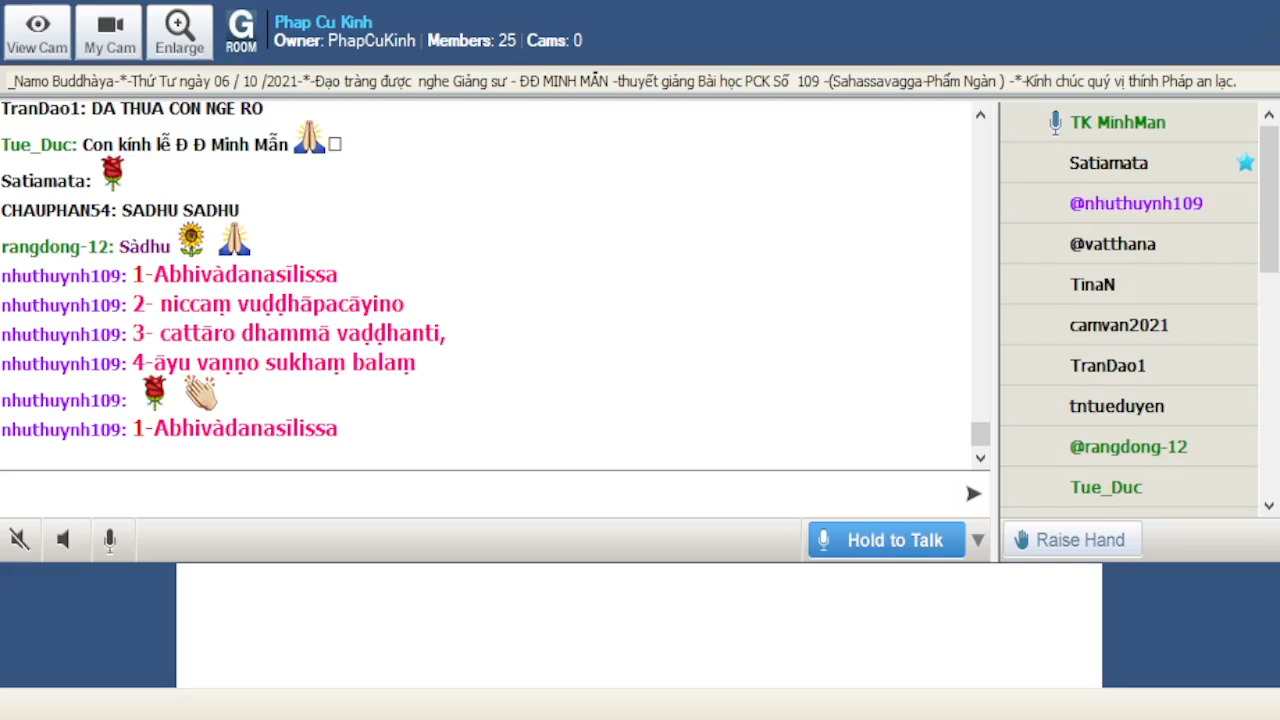 View Cam
My Cam
Enlarge
G
ROOM
Phap Cu Kinh
Owner: PhapCuKinh | Members: 25 | Cams: 0
_Namo Buddhàya-*-Thứ Tư ngày 06 / 10 /2021-*-Đạo tràng được nghe Giảng sư - ĐĐ MINH MẪN -thuyết giảng Bài học PCK Số 109 -(Sahassavagga-Phẩm Ngàn ) -*-Kính chúc quý vị thính Pháp an lạc.
TranDao1: DA THUA CON NGE RO
Tue_Duc: Con kính lễ Đ Đ Minh Mẫn
Satiamata:
CHAUPHAN54: SADHU SADHU
rangdong-12: Sàdhu
nhuthuynh109: 1-Abhivàdanasīlissa
nhuthuynh109: 2- niccaṃ vuḍḍhāpacāyino
nhuthuynh109: 3- cattāro dhammā vaḍḍhanti,
nhuthuynh109: 4-āyu vaṇṇo sukhaṃ balaṃ
nhuthuynh109:
nhuthuynh109: 1-Abhivàdanasīlissa
TK MinhMan
Satiamata
@nhuthuynh109
@vatthana
TinaN
camvan2021
TranDao1
tntueduyen
@rangdong-12
Tue_Duc
Hold to Talk
Raise Hand